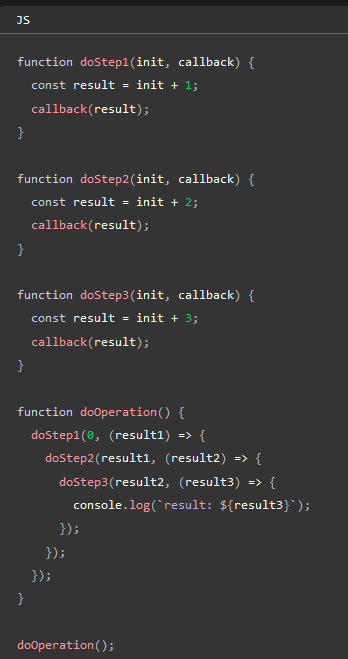 JS
function doStep1(init, callback) {
  const result = init + 1;
  callback(result);
}
function doStep2(init, callback) {
  const result = init + 2;
  callback(result);
}
function doStep3(init, callback) {
  const result = init + 3;
  callback(result);
}
function doOperation() {
  doStep1(0, (result1) => {
    doStep2(result1, (result2) => {
      doStep3(result2, (result3) => {
        console.log(`result: ${result3}`);
      });
    });
  });
}
doOperation();